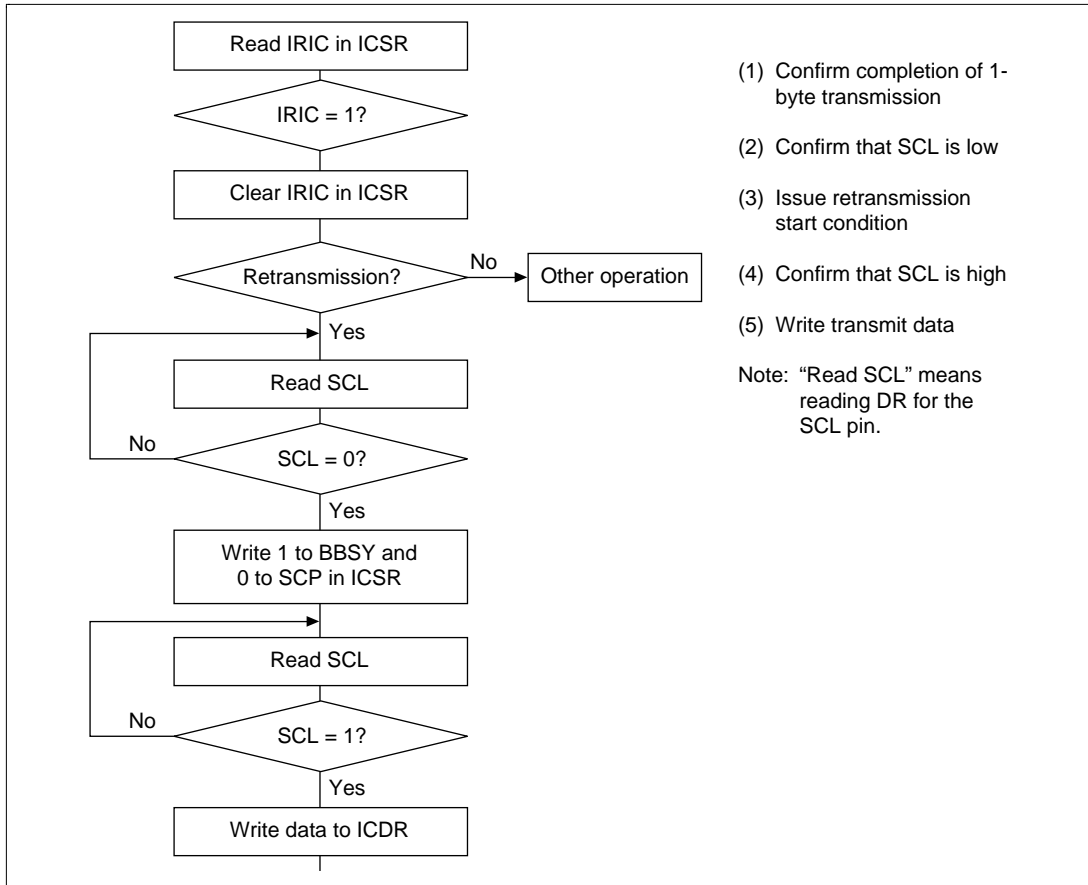 Read IRIC in ICSR
IRIC = 1?
Clear IRIC in ICSR
Retransmission?
No
Other operation
Yes
Read SCL
No
SCL = 0?
Yes
Write 1 to BBSY and
0 to SCP in ICSR
Read SCL
No
SCL = 1?
Yes
Write data to ICDR
(1) Confirm completion of 1-
byte transmission
(2) Confirm that SCL is low
(3) Issue retransmission
start condition
(4) Confirm that SCL is high
(5) Write transmit data
Note: “Read SCL” means
reading DR for the
SCL pin.